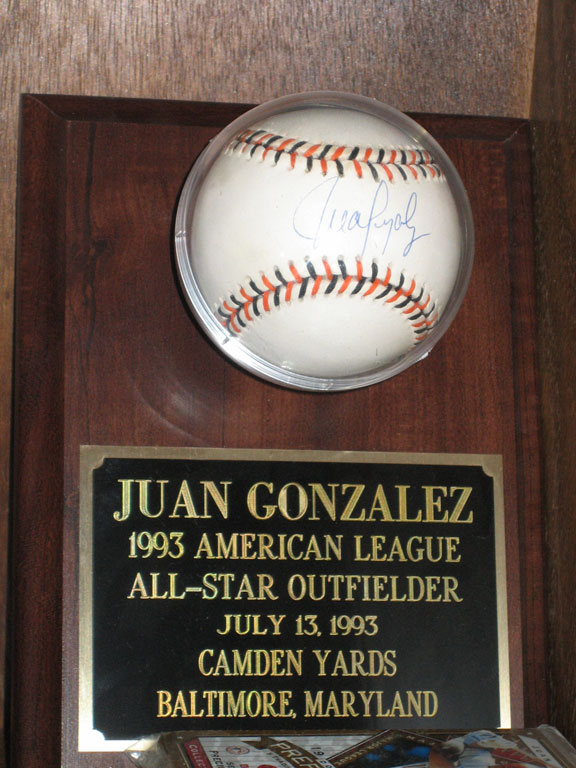 JUAN GONZALEZ
1993 AMERICAN LEAGUE
ALL-STAR OUTFIELDER
JULY 13, 1993
CAMDEN YARDS
BALTIMORE, MARYLAND